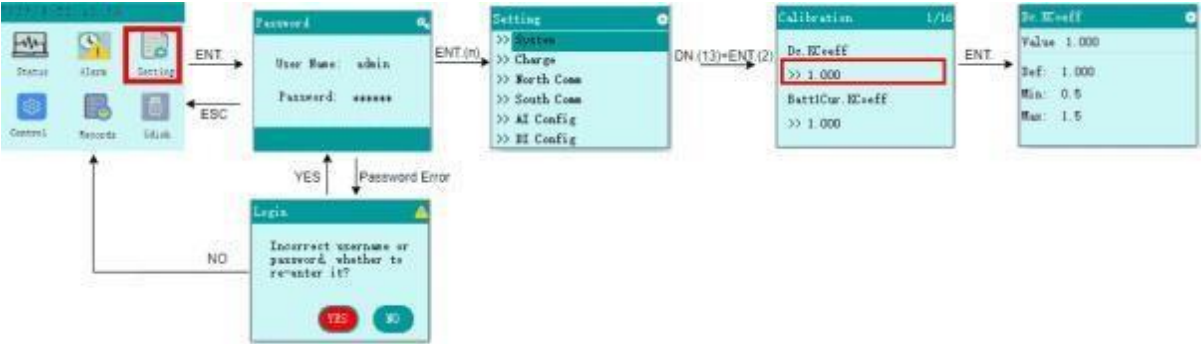 Status
Alarm
Setting
Control
Records
Udisk
ENT.
ESC
Password
User Name: admin
Password: ******
YES
Password Error
Login
Incorrect username or
password, whether to
re-enter it?
YES
NO
NO
ENT.(n)
Setting
>> System
>> Charge
>> North Comm
>> South Comm
>> AI Config
>> DI Config
DN.(13)+ENT.(2)
Calibration 1/16
>> 1.000
>> 1.000
ENT.
Value 1.000
Def: 1.000
Min: 0.5
Max: 1.5